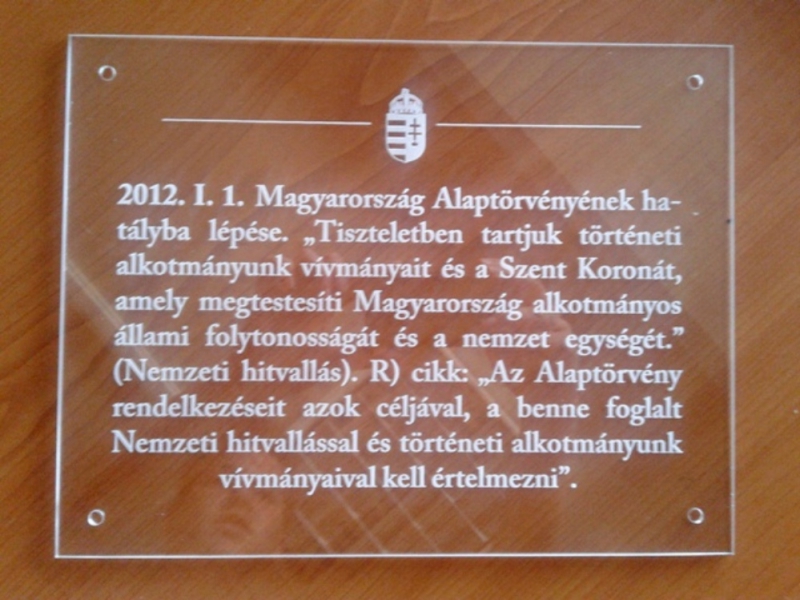 2012. I. 1. Magyarország Alaptörvényének ha-
tályba lépése. „Tiszteletben tartjuk történeti
alkotmányunk vívmányait és a Szent Koronát,
amely megtestesíti Magyarország alkotmányos
állami folytonosságát és a nemzet egységét.”
(Nemzeti hitvallás). R) cikk: „Az Alaptörvény
rendelkezéseit azok céljával, a benne foglalt
Nemzeti hitvallással és történeti alkotmányunk
vívmányaival kell értelmezni”.